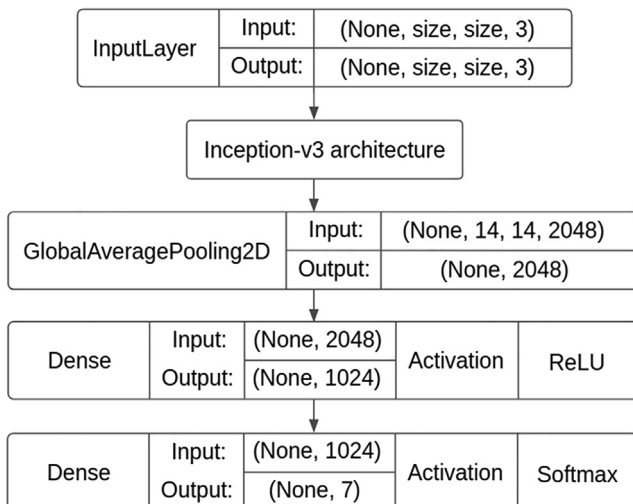 InputLayer
Input: (None, size, size, 3)
Output: (None, size, size, 3)
Inception-v3 architecture
GlobalAveragePooling2D
Input: (None, 14, 14, 2048)
Output: (None, 2048)
Dense
Input: (None, 2048)
Output: (None, 1024)
Activation
ReLU
Dense
Input: (None, 1024)
Output: (None, 7)
Activation
Softmax